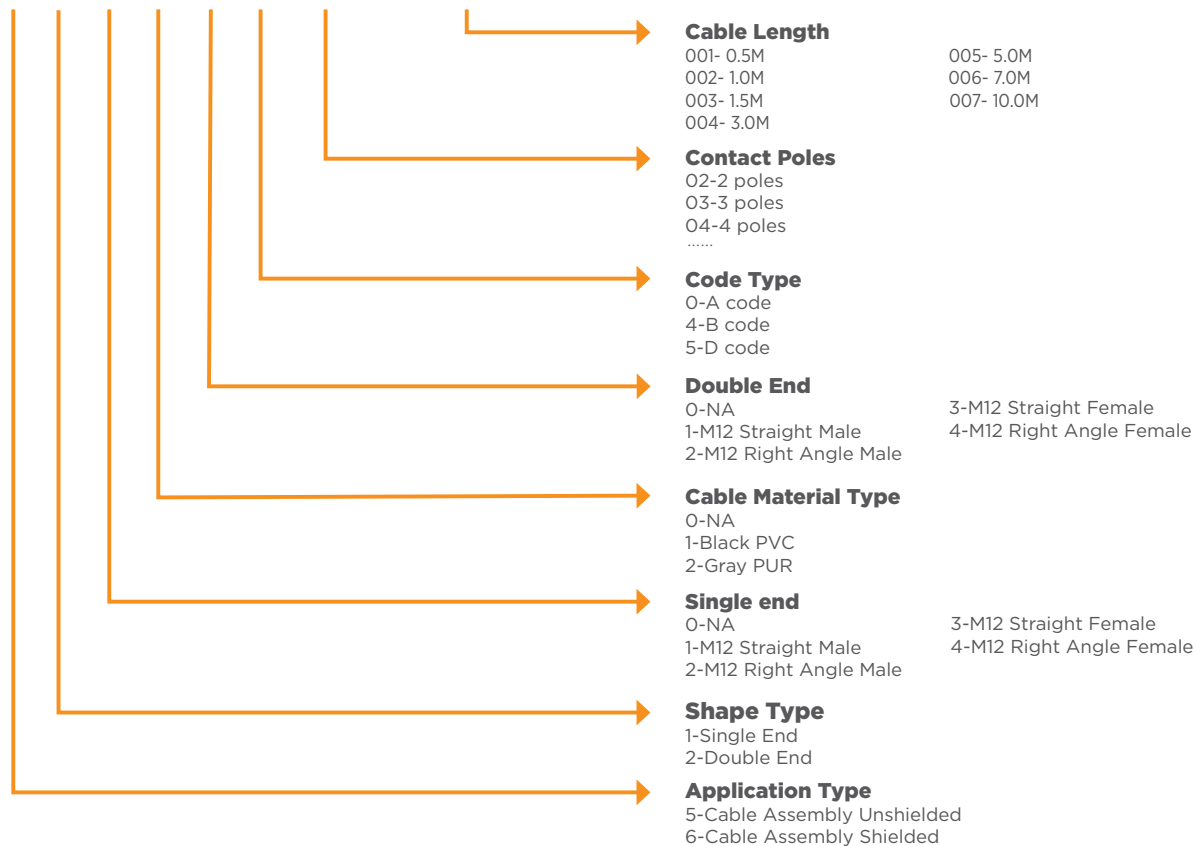 Cable Length
001- 0.5M
002- 1.0M
003- 1.5M
004- 3.0M
005- 5.0M
006- 7.0M
007- 10.0M
Contact Poles
02-2 poles
03-3 poles
04-4 poles
......
Code Type
0-A code
4-B code
5-D code
Double End
0-NA
1-M12 Straight Male
2-M12 Right Angle Male
3-M12 Straight Female
4-M12 Right Angle Female
Cable Material Type
0-NA
1-Black PVC
2-Gray PUR
Single end
0-NA
1-M12 Straight Male
2-M12 Right Angle Male
3-M12 Straight Female
4-M12 Right Angle Female
Shape Type
1-Single End
2-Double End
Application Type
5-Cable Assembly Unshielded
6-Cable Assembly Shielded